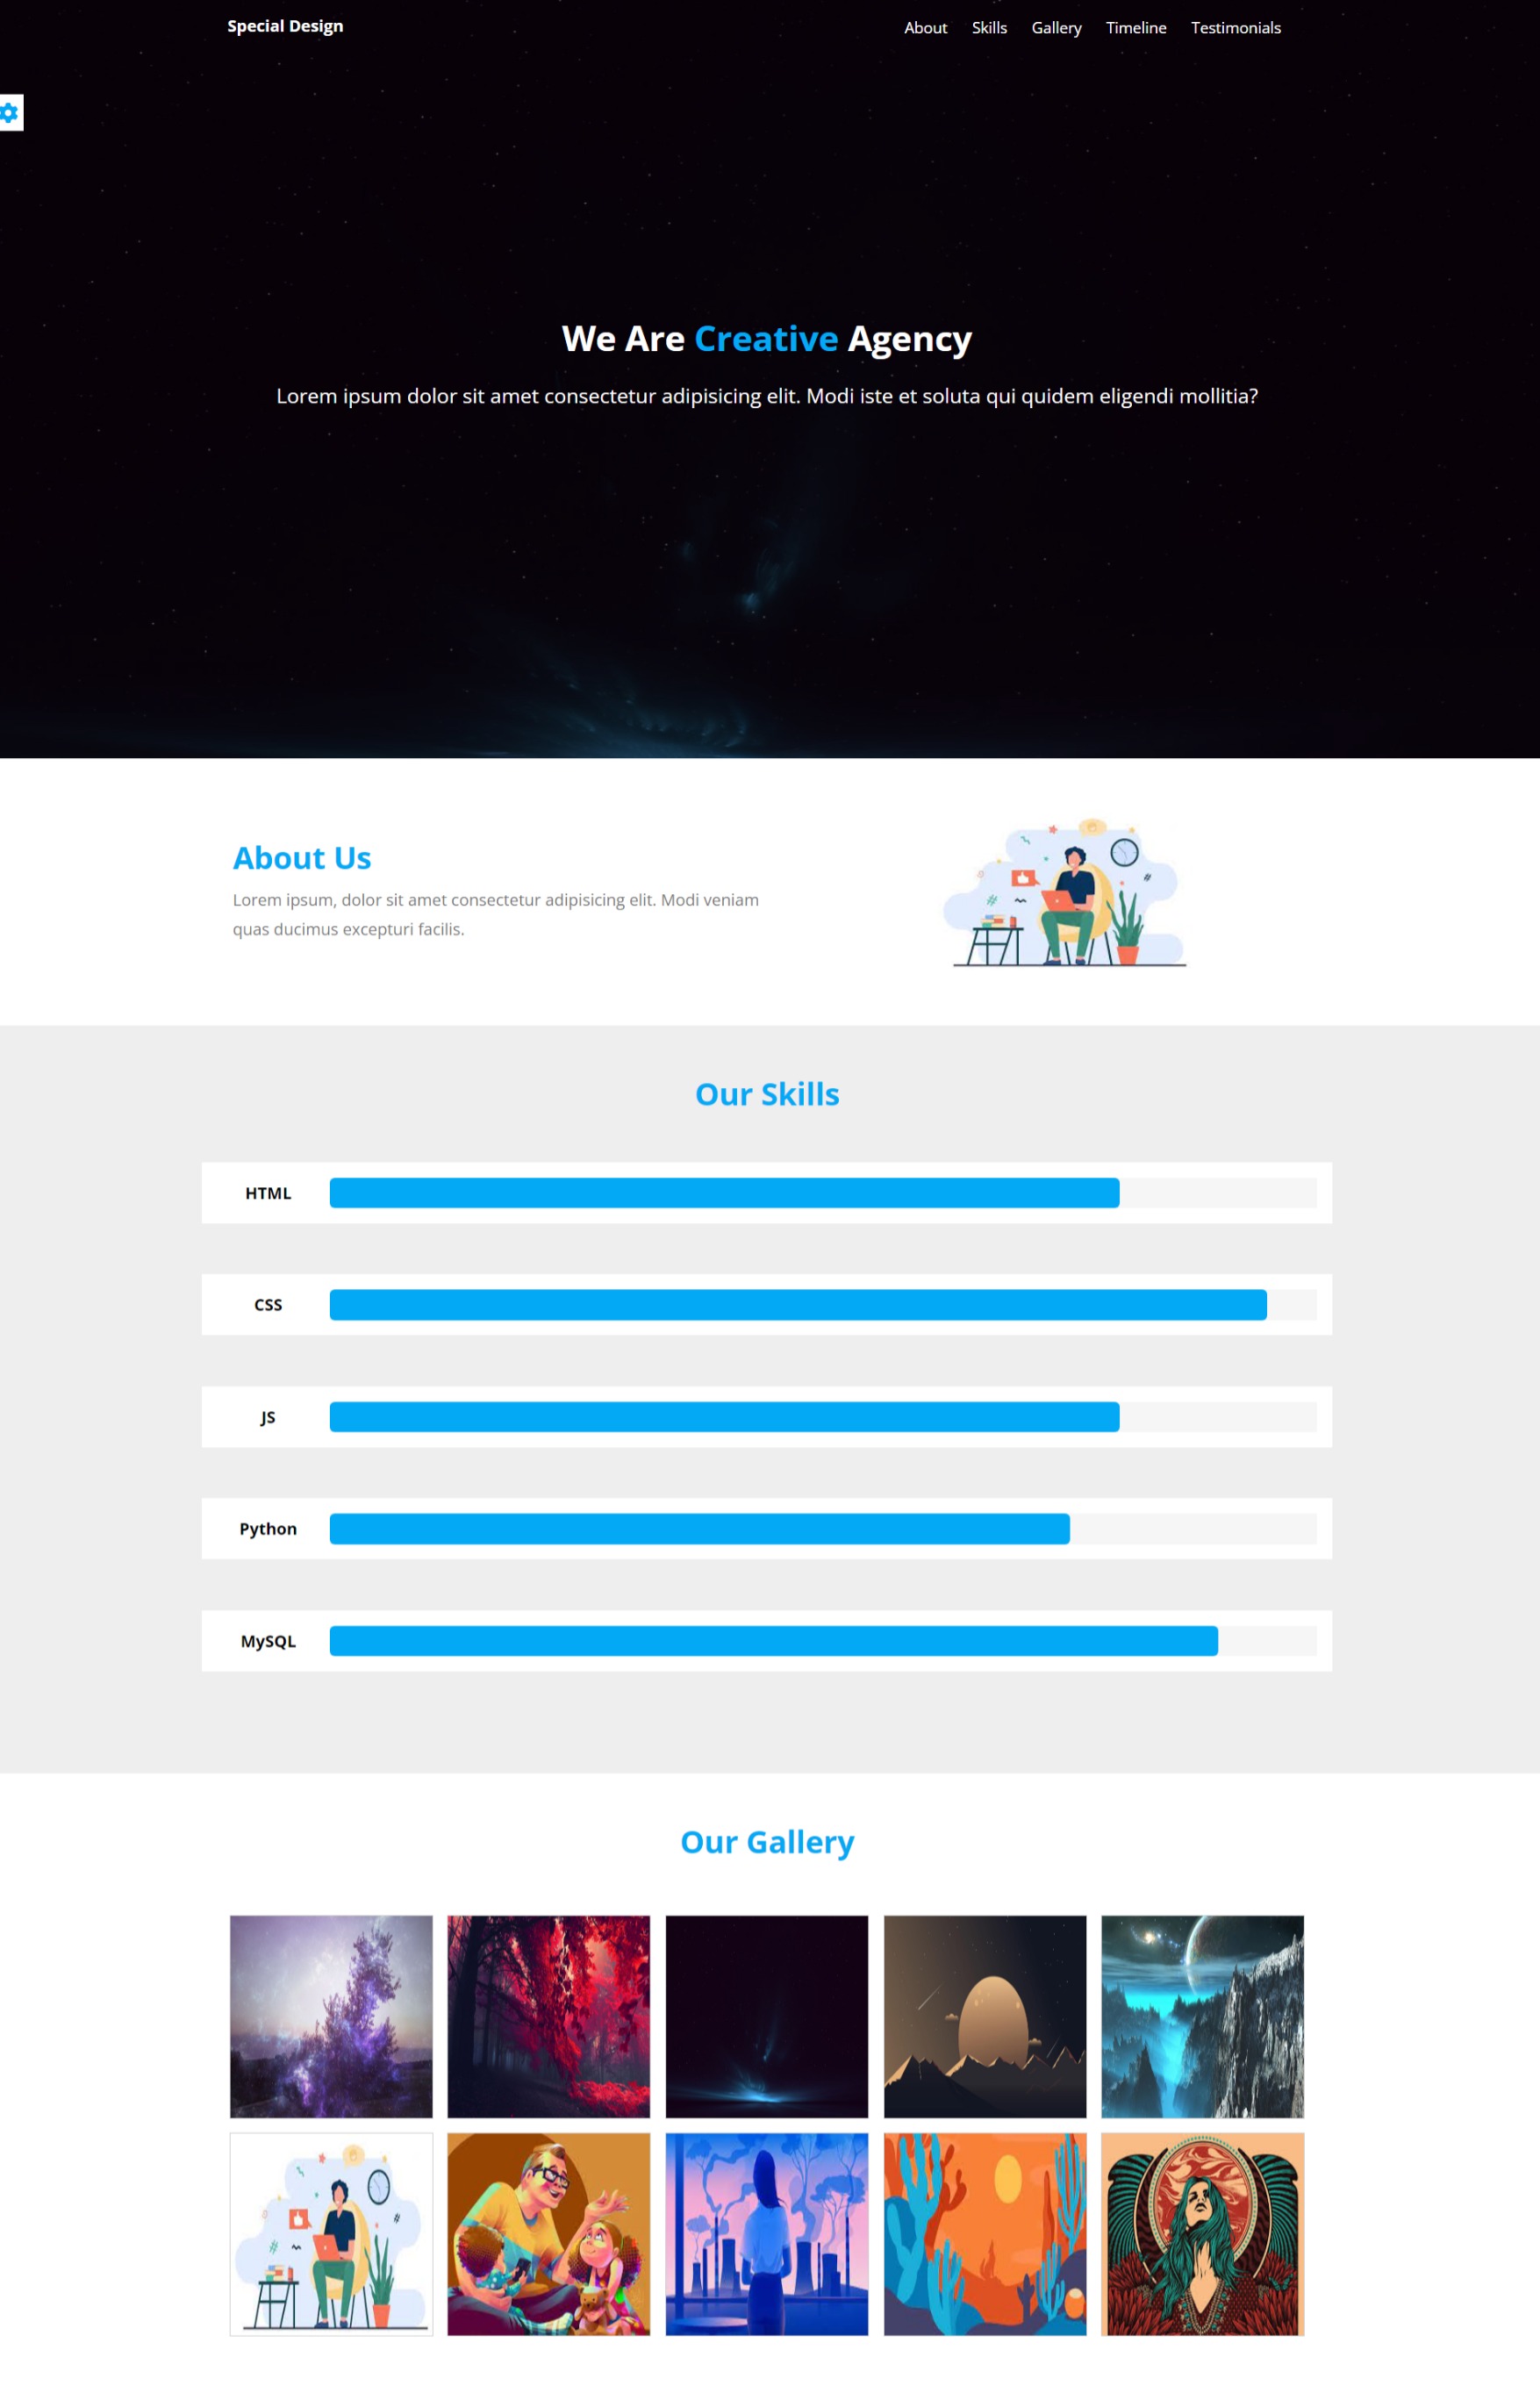 Special Design
About Skills Gallery Timeline Testimonials
We Are Creative Agency
Lorem ipsum dolor sit amet consectetur adipisicing elit. Modi iste et soluta qui quidem eligendi mollitia?
About Us
Lorem ipsum, dolor sit amet consectetur adipisicing elit. Modi veniam
quas ducimus excepturi facilis.
Our Skills
HTML
CSS
JS
Python
MySQL
Our Gallery